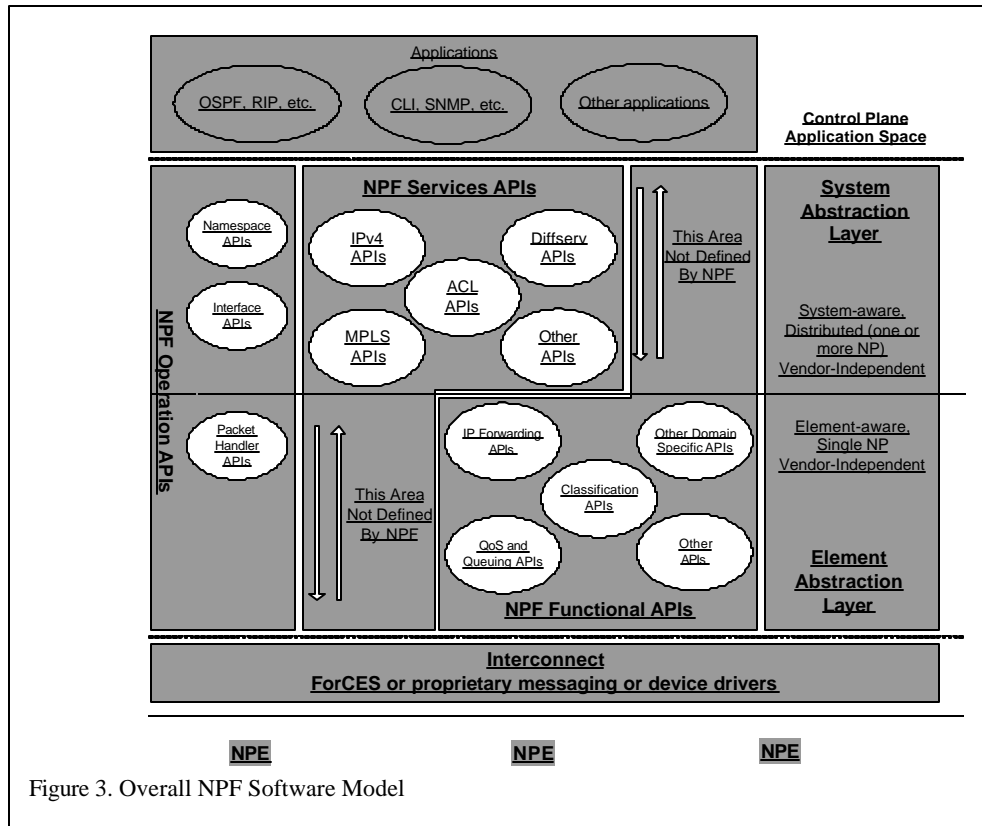 Applications
OSPF, RIP, etc.
CLI, SNMP, etc.
Other applications
Control Plane
Application Space
NPF Operation APIs
Namespace
APIs
Interface
APIs
Packet
Handler
APIs
NPF Services APIs
IPv4
APIs
Diffserv
APIs
ACL
APIs
MPLS
APIs
Other
APIs
This Area
Not Defined
By NPF
System
Abstraction
Layer
System-aware,
Distributed (one or
more NP)
Vendor-Independent
This Area
Not Defined
By NPF
IP Forwarding
APIs
Other Domain
Specific APIs
Classification
APIs
QoS and
Queuing APIs
Other
APIs
NPF Functional APIs
Element-aware,
Single NP
Vendor-Independent
Element
Abstraction
Layer
Interconnect
ForCES or proprietary messaging or device drivers
NPE
NPE
NPE
Figure 3. Overall NPF Software Model